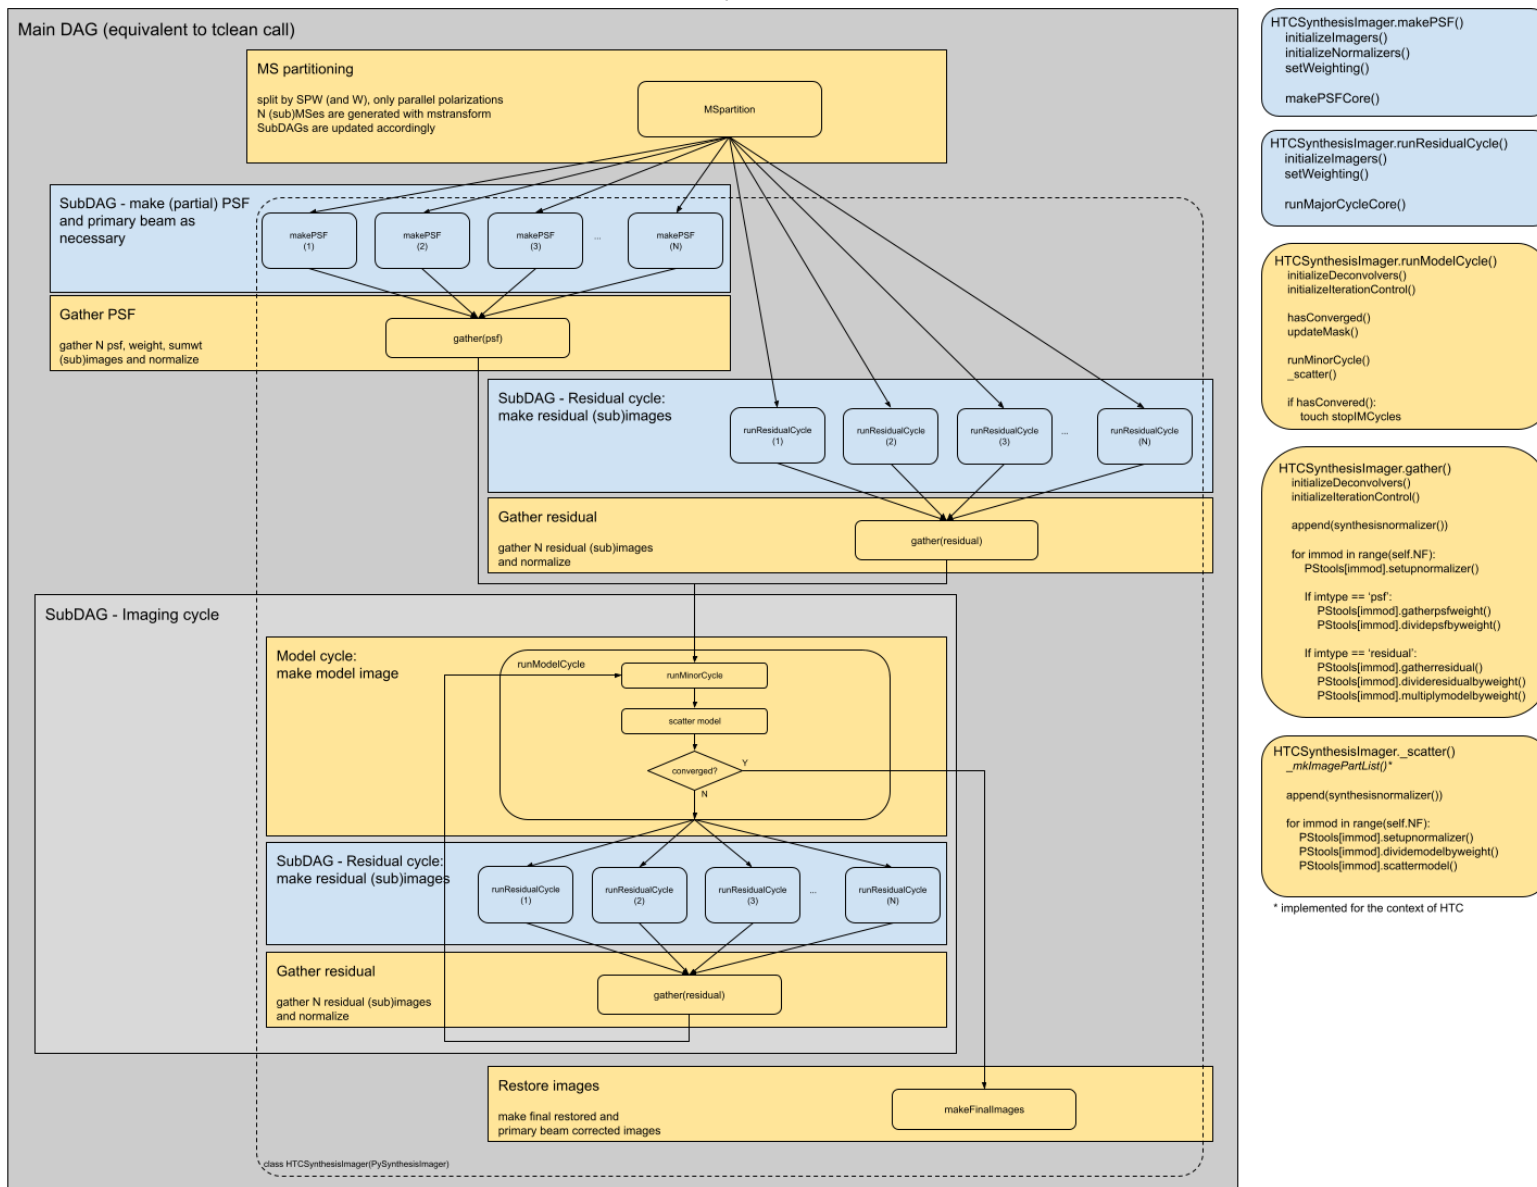 Main DAG (equivalent to tclean call)
MS partitioning
split by SPW (and W), only parallel polarizations
N (sub)MSes are generated with mstransform
SubDAGs are updated accordingly
MSpartition
SubDAG - make (partial) PSF
and primary beam as
necessary
makePSF
(1)
makePSF
(2)
makePSF
(3)
...
makePSF
(N)
Gather PSF
gather N psf, weight, sumwt
(sub)images and normalize
gather(psf)
SubDAG - Residual cycle:
make residual (sub)images
runResidualCycle
(1)
runResidualCycle
(2)
runResidualCycle
(3)
...
runResidualCycle
(N)
Gather residual
gather N residual (sub)images
and normalize
gather(residual)
SubDAG - Imaging cycle
Model cycle:
make model image
runModelCycle
runMinorCycle
scatter model
converged?
Y
N
SubDAG - Residual cycle:
make residual (sub)images
runResidualCycle
(1)
runResidualCycle
(2)
runResidualCycle
(3)
...
runResidualCycle
(N)
Gather residual
gather N residual (sub)images
and normalize
gather(residual)
Restore images
make final restored and
primary beam corrected images
makeFinalImages
class HTCSynthesisImager(PySynthesisImager)
HTCSynthesisImager.makePSF()
initializeImagers()
initializeNormalizers()
setWeighting()
makePSFCore()
HTCSynthesisImager.runResidualCycle()
initializeImagers()
setWeighting()
runMajorCycleCore()
HTCSynthesisImager.runModelCycle()
initializeDeconvolvers()
initializeIterationControl()
hasConverged()
updateMask()
runMinorCycle()
_scatter()
if hasConvered():
touch stopIMCycles
HTCSynthesisImager.gather()
initializeDeconvolvers()
initializeIterationControl()
append(synthesisnormalizer())
for immod in range(self.NF):
PStools[immod].setupnormalizer()
If imtype == ‘psf’:
PStools[immod].gatherpsfweight()
PStools[immod].dividepsfbyweight()
If imtype == ‘residual’:
PStools[immod].gatherresidual()
PStools[immod].divideresidualbyweight()
PStools[immod].multiplymodelbyweight()
HTCSynthesisImager._scatter()
_mkImagePartList()*
append(synthesisnormalizer())
for immod in range(self.NF):
PStools[immod].setupnormalizer()
PStools[immod].dividemodelbyweight()
PStools[immod].scattermodel()
* implemented for the context of HTC